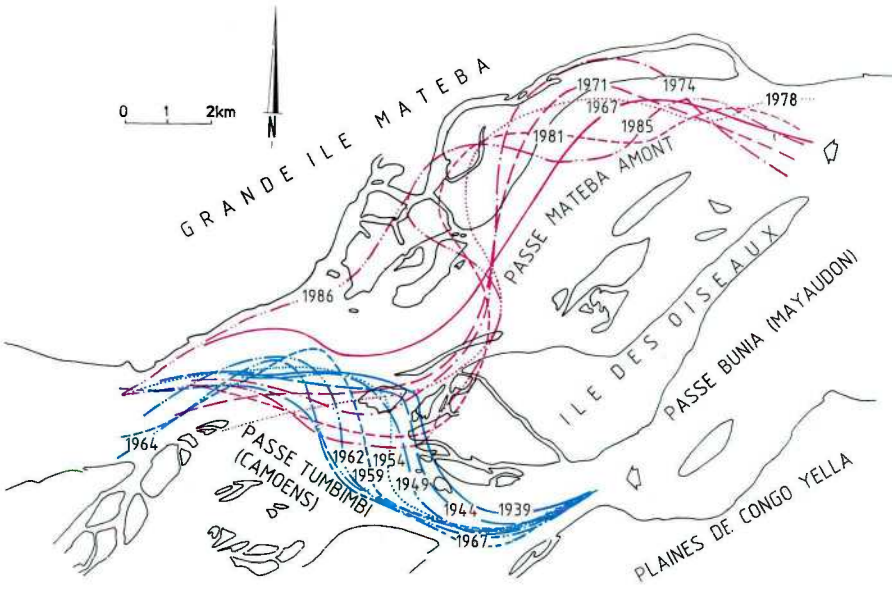 0 1 2km
N
GRANDE ILE MATEBA
1971
1974
1967
1978
1981
1985
PASSE MATEBA AMONT
1986
ILE DES OISEAUX
PASSE BUNIA (MAYAUDON)
1964
PASSE TUMBIMBI
(CAMOENS)
1962
1954
1959
1949
1944
1939
1967
PLAINES DE CONGO YELLA